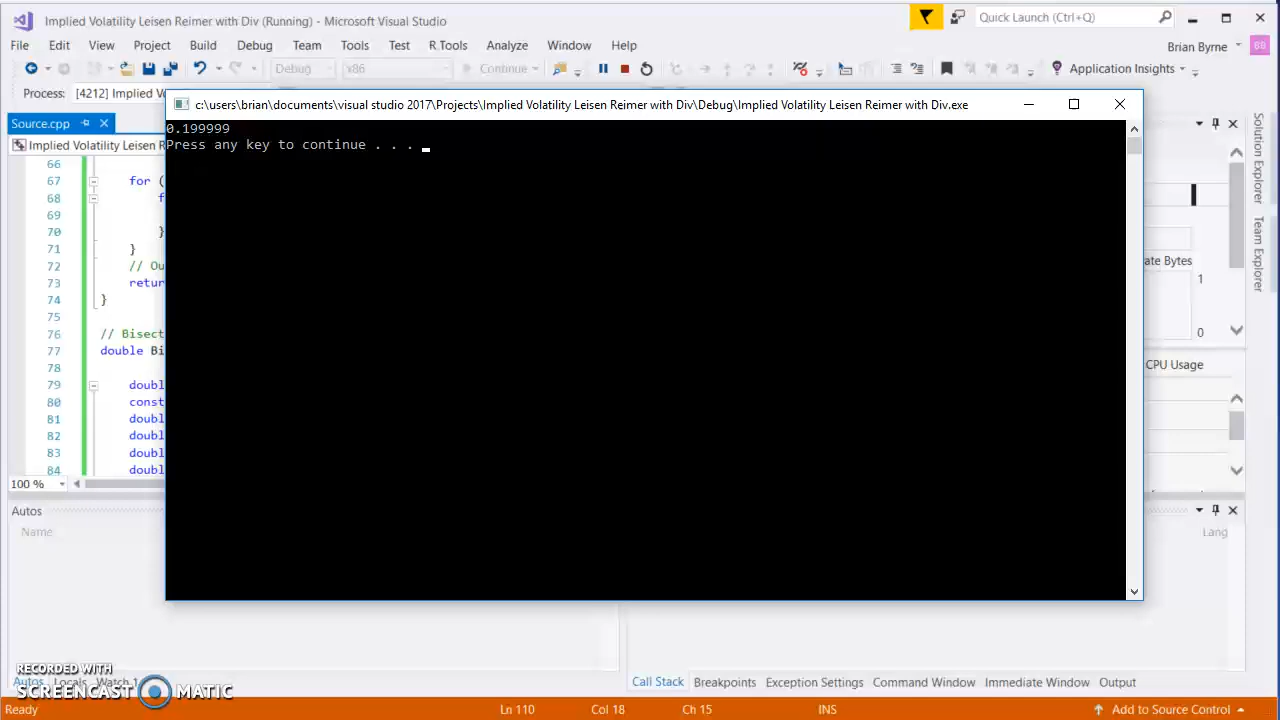 Implied Volatility Leisen Reimer with Div (Running) - Microsoft Visual Studio
Quick Launch (Ctrl+Q)
File Edit View Project Build Debug Team Tools Test R Tools Analyze Window Help
Brian Byrne BB
Debug x86 Continue Application Insights
Process: [4212] Implied Vo
c:\users\brian\documents\visual studio 2017\Projects\Implied Volatility Leisen Reimer with Div\Debug\Implied Volatility Leisen Reimer with Div.exe
Source.cpp
0.199999
Implied Volatility Leisen R
Press any key to continue . . .
66
67 for (
68 f
69
70 }
71 }
72 // Ou
73 retur
74 }
75
76 // Bisect
77 double Bi
78
79 doubl
80 const
81 doubl
82 doubl
83 doubl
84 doubl
ate Bytes
1
0
CPU Usage
Solution Explorer
Team Explorer
100 %
Autos
Name
Lang
RECORDED WITH
SCREENCAST MATIC
Autos Locals Watch 1
Call Stack Breakpoints Exception Settings Command Window Immediate Window Output
Ready Ln 110 Col 18 Ch 15 INS Add to Source Control